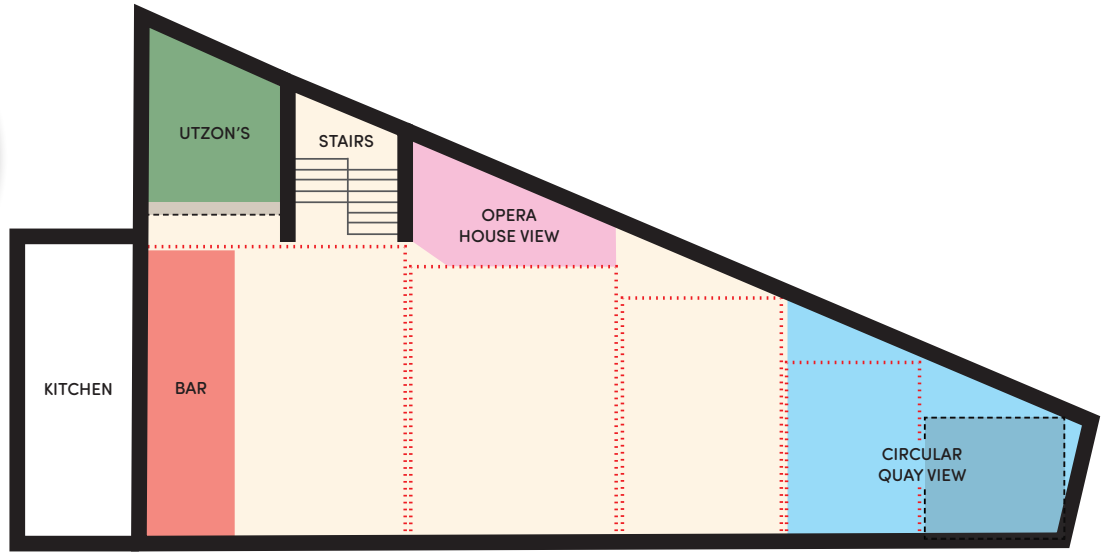 UTZON'S
STAIRS
OPERA
HOUSE VIEW
KITCHEN
BAR
CIRCULAR
QUAY VIEW